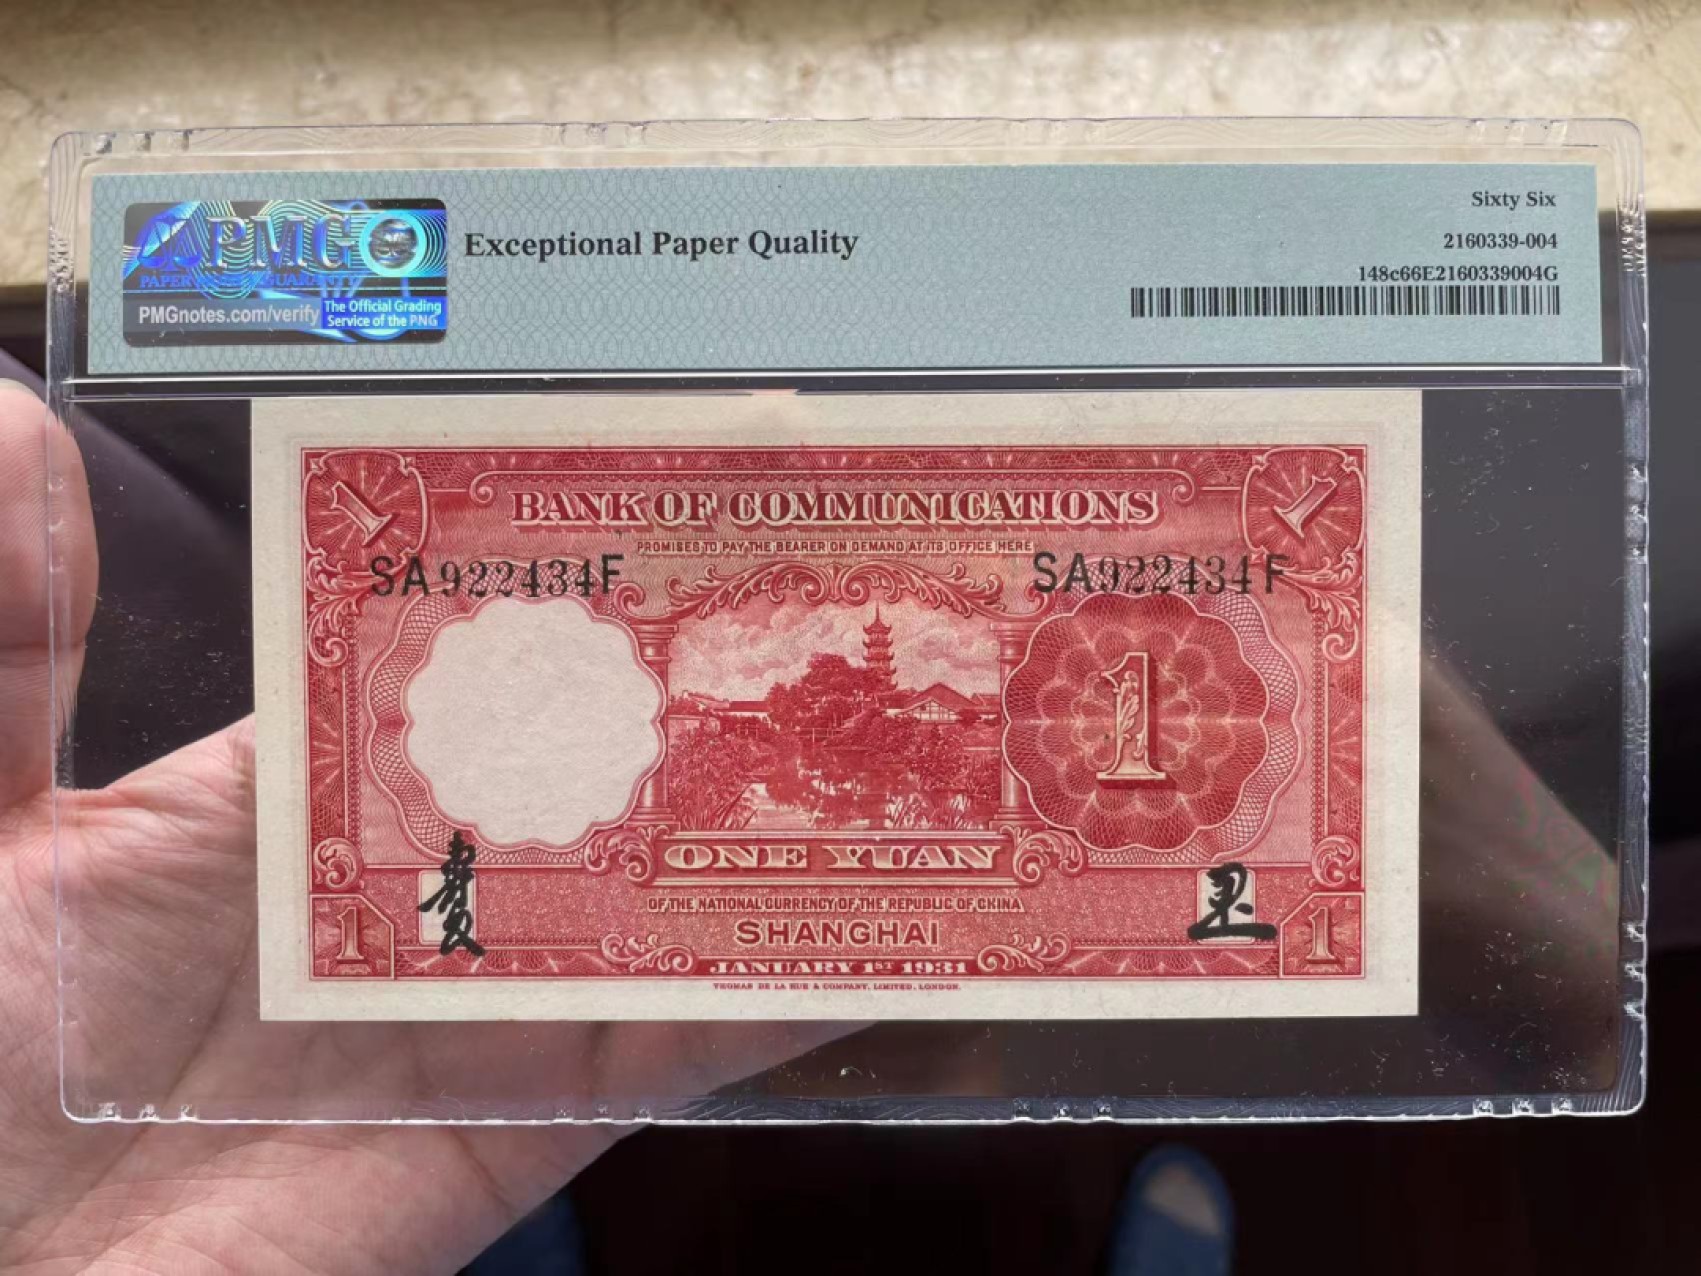 Sixty Six
PMG
PAPER MONEY GUARANTY
Exceptional Paper Quality
2160339-004
148c66E2160339004G
PMGnotes.com/verify
The Official Grading
Service of the PNG
1 1
BANK OF COMMUNICATIONS
PROMISES TO PAY THE BEARER ON DEMAND AT ITS OFFICE HERE
SA922434F SA922434F
1
ONE YUAN
OF THE NATIONAL CURRENCY OF THE REPUBLIC OF CHINA
1 SHANGHAI 1
JANUARY 1ST 1931
THOMAS DE LA RUE & COMPANY, LIMITED, LONDON.